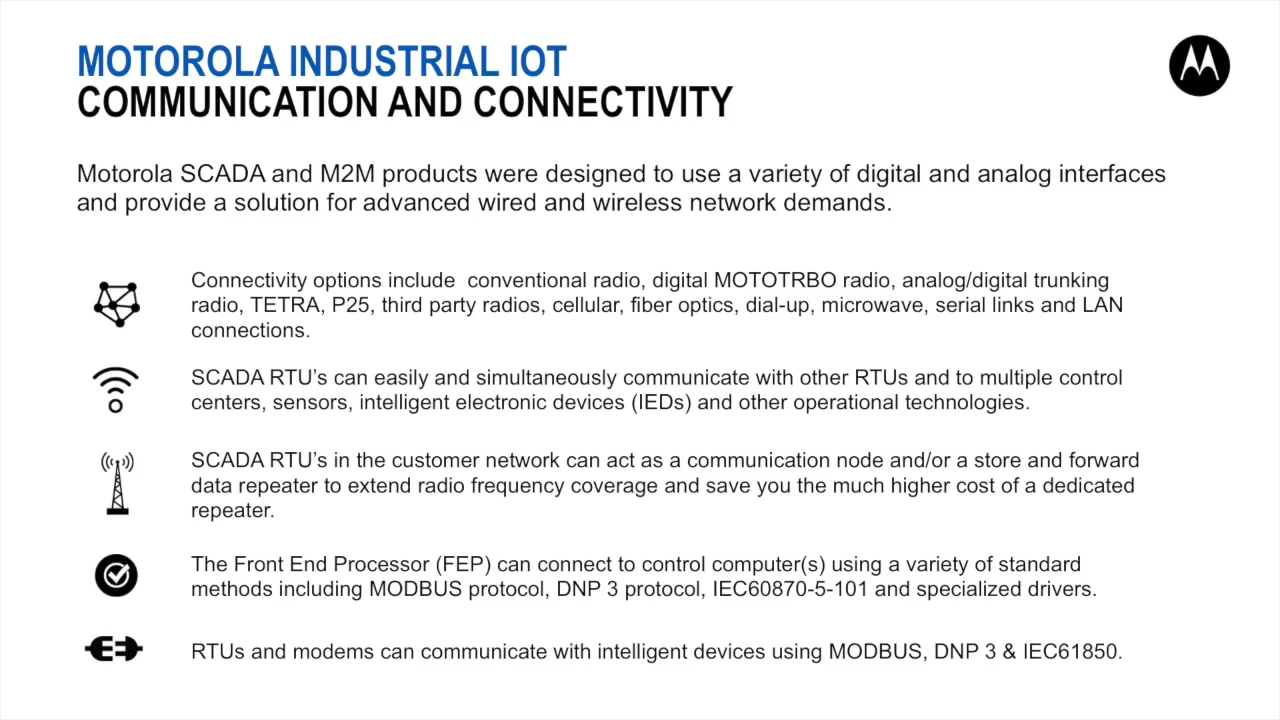 MOTOROLA INDUSTRIAL IOT
COMMUNICATION AND CONNECTIVITY
Motorola SCADA and M2M products were designed to use a variety of digital and analog interfaces
and provide a solution for advanced wired and wireless network demands.
Connectivity options include  conventional radio, digital MOTOTRBO radio, analog/digital trunking
radio, TETRA, P25, third party radios, cellular, fiber optics, dial-up, microwave, serial links and LAN
connections.
SCADA RTU’s can easily and simultaneously communicate with other RTUs and to multiple control
centers, sensors, intelligent electronic devices (IEDs) and other operational technologies.
SCADA RTU’s in the customer network can act as a communication node and/or a store and forward
data repeater to extend radio frequency coverage and save you the much higher cost of a dedicated
repeater.
The Front End Processor (FEP) can connect to control computer(s) using a variety of standard
methods including MODBUS protocol, DNP 3 protocol, IEC60870-5-101 and specialized drivers.
RTUs and modems can communicate with intelligent devices using MODBUS, DNP 3 & IEC61850.